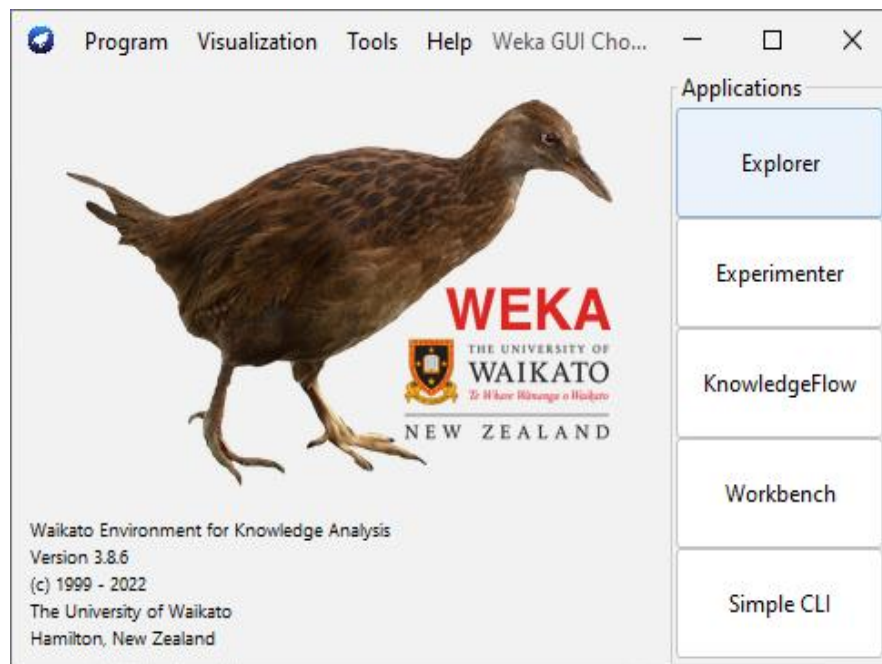 Program Visualization Tools Help Weka GUI Cho...
Applications
Explorer
Experimenter
KnowledgeFlow
Workbench
Simple CLI
WEKA
THE UNIVERSITY OF
WAIKATO
Te Whare Wānanga o Waikato
NEW ZEALAND
Waikato Environment for Knowledge Analysis
Version 3.8.6
(c) 1999 - 2022
The University of Waikato
Hamilton, New Zealand